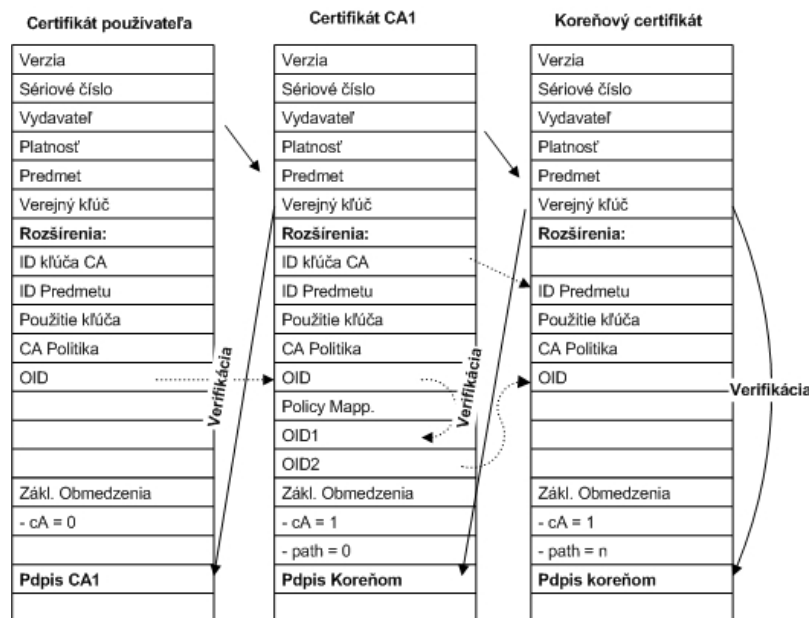 Certifikát používateľa
Verzia
Sériové číslo
Vydavateľ
Platnosť
Predmet
Verejný kľúč
Rozšírenia:
ID kľúča CA
ID Predmetu
Použitie kľúča
CA Politika
OID
Zákl. Obmedzenia
- cA = 0
Pdpis CA1
Verifikácia
Certifikát CA1
Verzia
Sériové číslo
Vydavateľ
Platnosť
Predmet
Verejný kľúč
Rozšírenia:
ID kľúča CA
ID Predmetu
Použitie kľúča
CA Politika
OID
Policy Mapp.
OID1
OID2
Zákl. Obmedzenia
- cA = 1
- path = 0
Pdpis Koreňom
Verifikácia
Koreňový certifikát
Verzia
Sériové číslo
Vydavateľ
Platnosť
Predmet
Verejný kľúč
Rozšírenia:
ID Predmetu
Použitie kľúča
CA Politika
OID
Zákl. Obmedzenia
- cA = 1
- path = n
Pdpis koreňom
Verifikácia